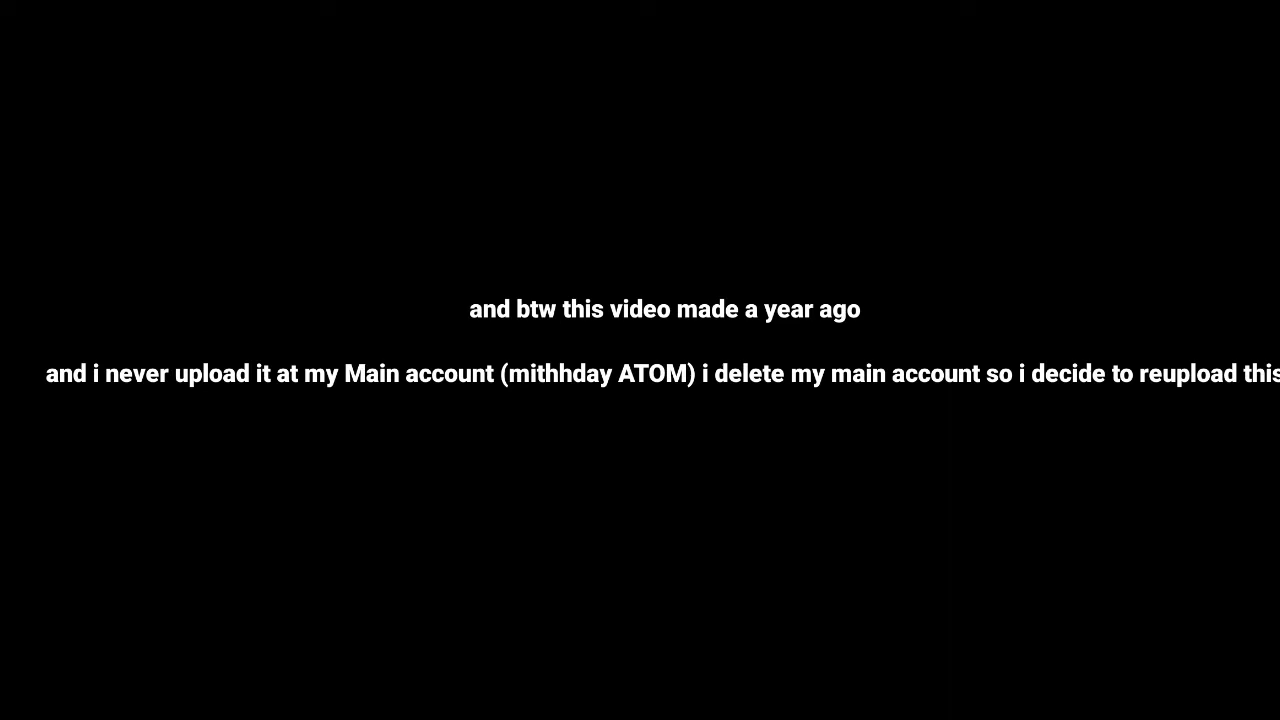 and btw this video made a year ago
and i never upload it at my Main account (mithhday ATOM) i delete my main account so i decide to reupload this